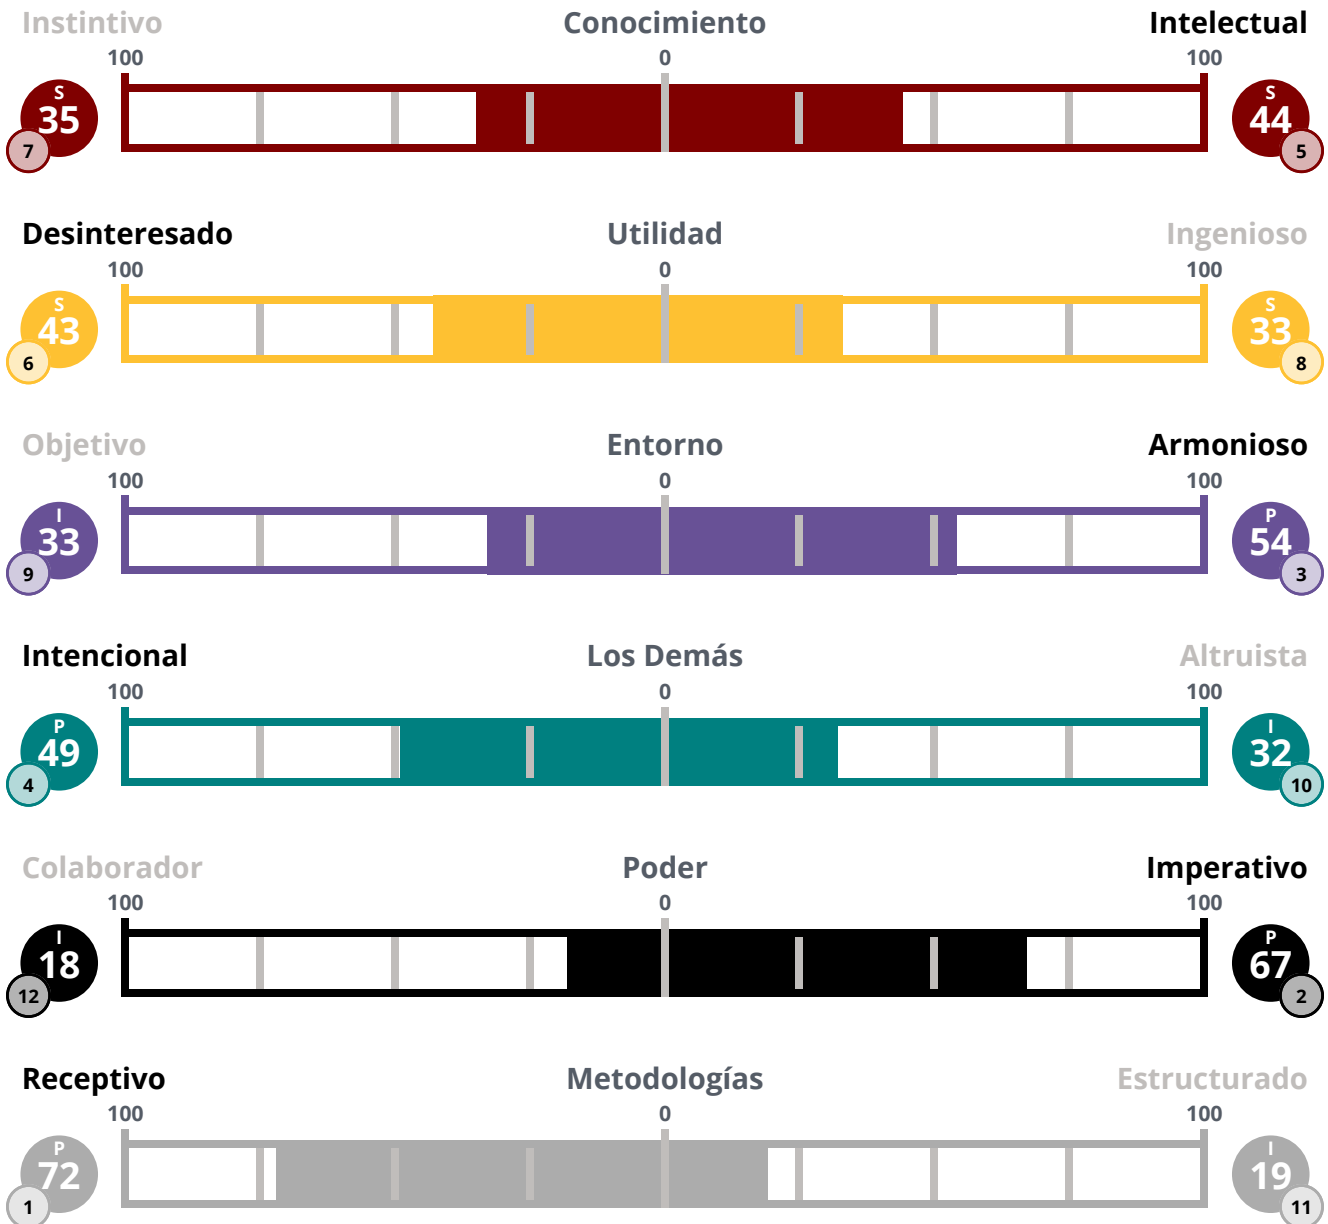 Instintivo Conocimiento Intelectual
100 0 100
S 35 7 S 44 5
Desinteresado Utilidad Ingenioso
100 0 100
S 43 6 S 33 8
Objetivo Entorno Armonioso
100 0 100
I 33 9 P 54 3
Intencional Los Demás Altruista
100 0 100
P 49 4 I 32 10
Colaborador Poder Imperativo
100 0 100
I 18 12 P 67 2
Receptivo Metodologías Estructurado
100 0 100
P 72 1 I 19 11